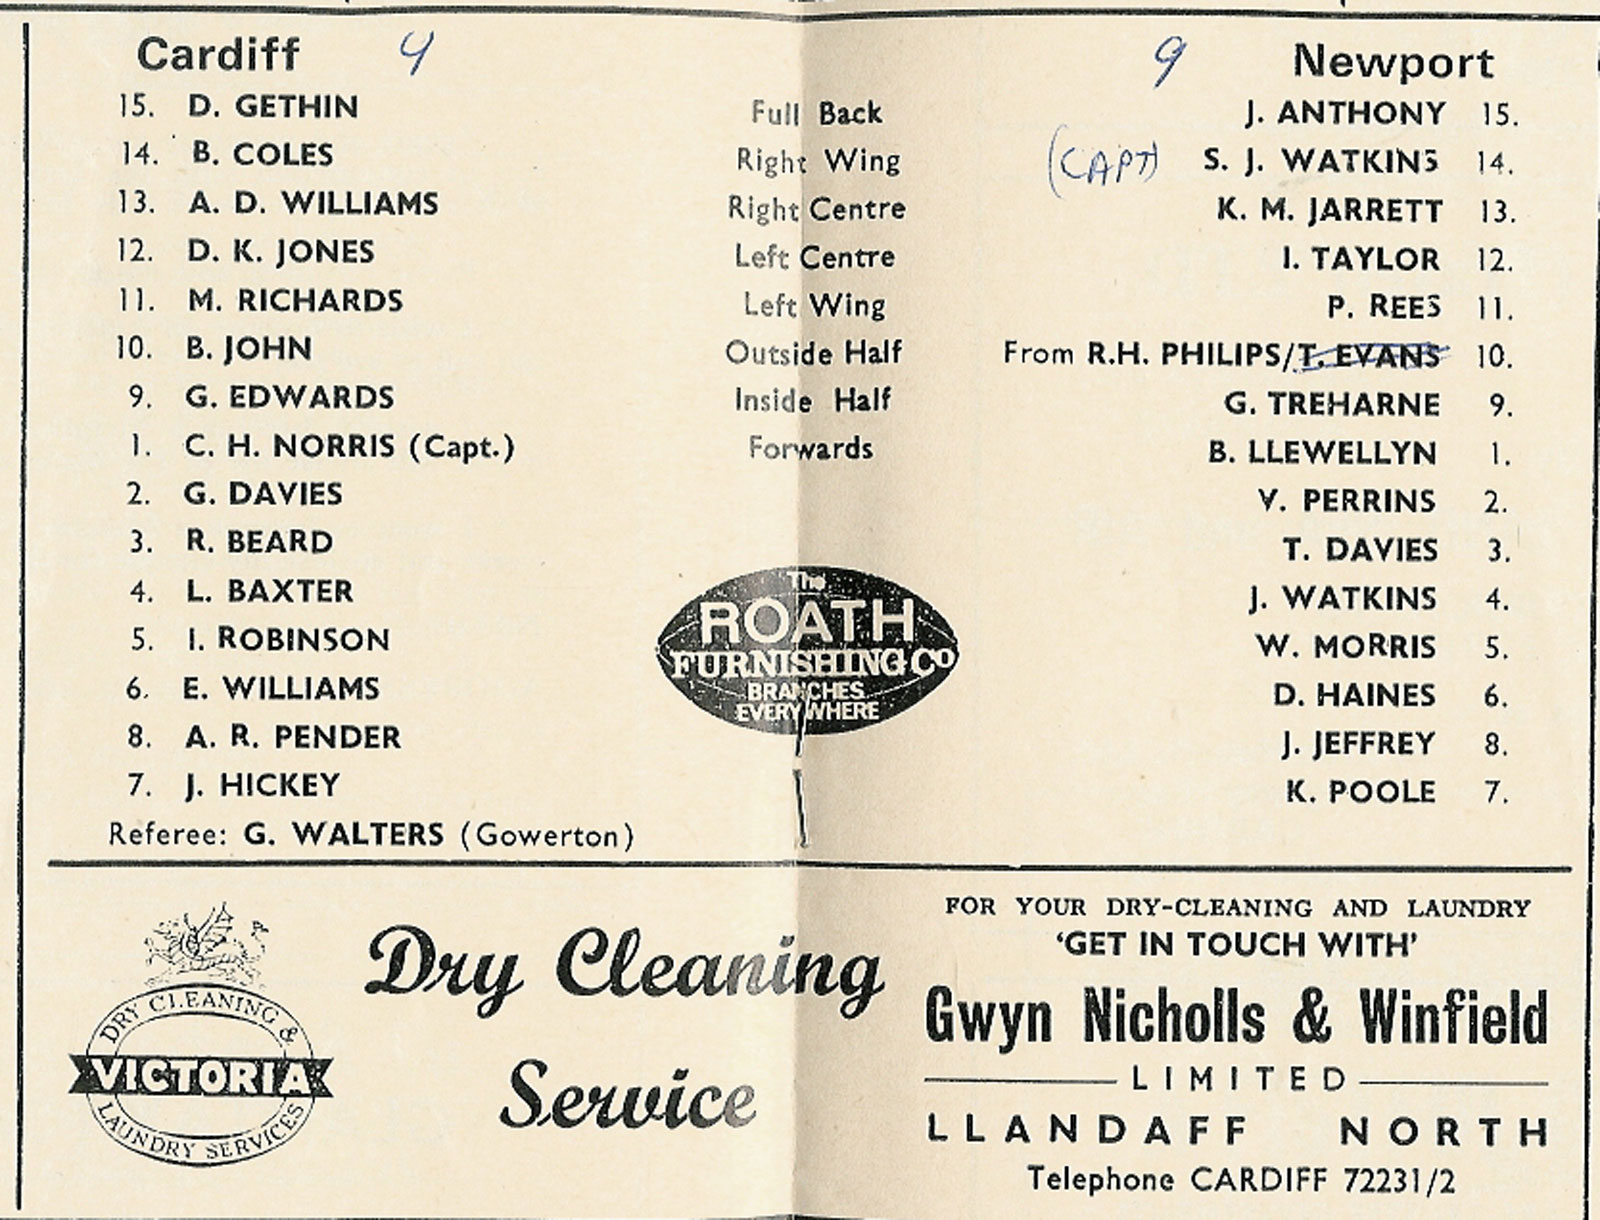 Cardiff 4 9 Newport
15. D. GETHIN Full Back J. ANTHONY 15.
14. B. COLES Right Wing (CAPT) S. J. WATKINS 14.
13. A. D. WILLIAMS Right Centre K. M. JARRETT 13.
12. D. K. JONES Left Centre I. TAYLOR 12.
11. M. RICHARDS Left Wing P. REES 11.
10. B. JOHN Outside Half From R.H. PHILIPS/T. EVANS 10.
9. G. EDWARDS Inside Half G. TREHARNE 9.
1. C. H. NORRIS (Capt.) Forwards B. LLEWELLYN 1.
2. G. DAVIES V. PERRINS 2.
3. R. BEARD T. DAVIES 3.
4. L. BAXTER J. WATKINS 4.
5. I. ROBINSON W. MORRIS 5.
6. E. WILLIAMS D. HAINES 6.
8. A. R. PENDER J. JEFFREY 8.
7. J. HICKEY K. POOLE 7.
Referee: G. WALTERS (Gowerton)
The
ROATH
FURNISHING Co
BRANCHES
EVERYWHERE
DRY CLEANING &
VICTORIA
LAUNDRY SERVICES
Dry Cleaning
Service
FOR YOUR DRY-CLEANING AND LAUNDRY
‘GET IN TOUCH WITH’
Gwyn Nicholls & Winfield
LIMITED
LLANDAFF NORTH
Telephone CARDIFF 72231/2